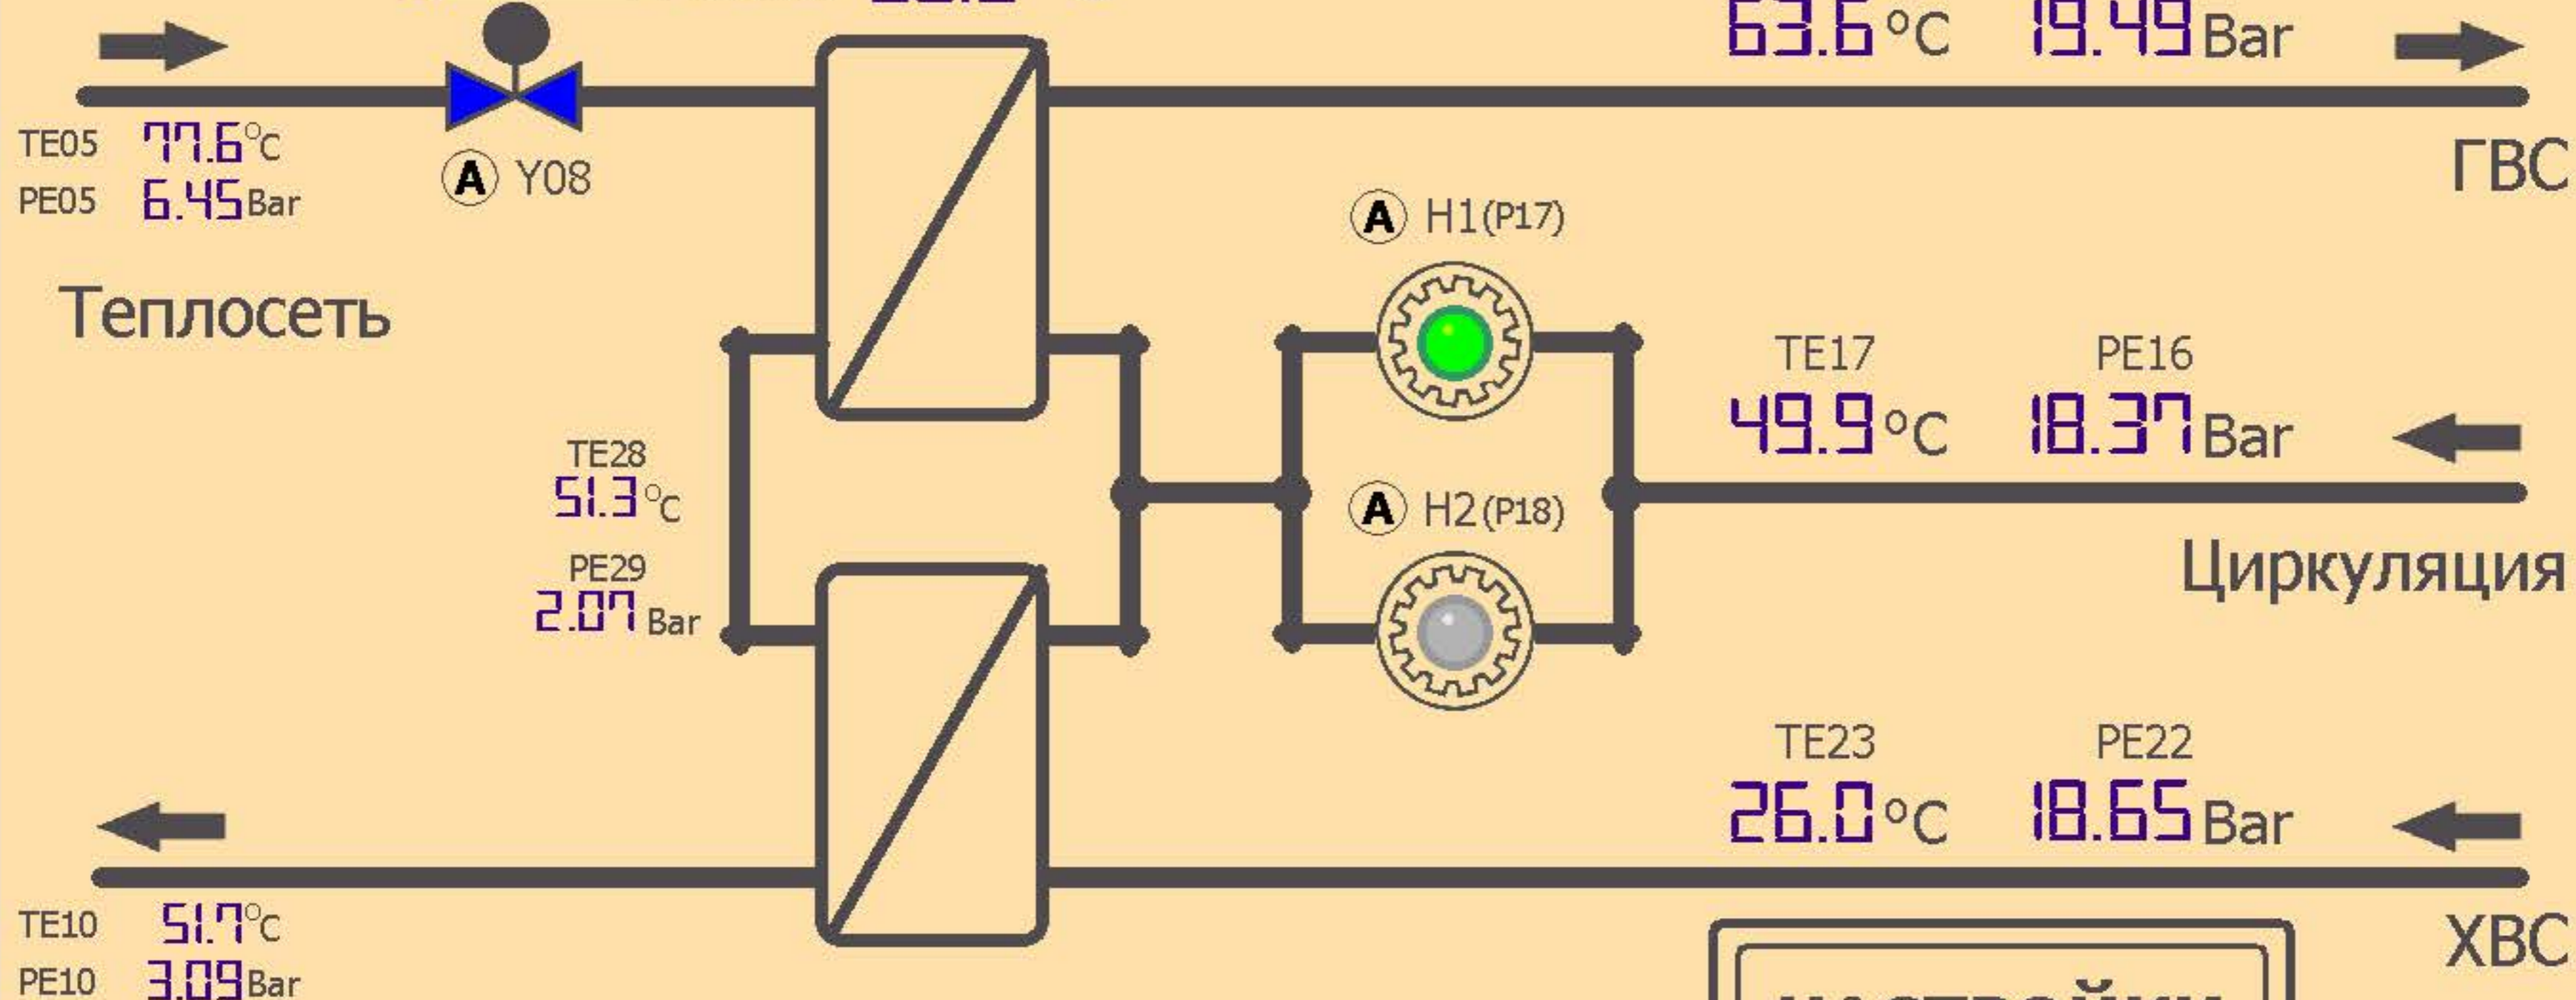 63.6 °C 19.49 Bar
TE05 77.6 °C
PE05 6.45 Bar
A Y08
ГВС
A H1(P17)
Теплосеть
TE17 PE16
49.9 °C 18.37 Bar
TE28
51.3 °C
A H2(P18)
PE29
2.07 Bar
Циркуляция
TE23 PE22
26.0 °C 18.65 Bar
TE10 51.7 °C
ХВС
PE10 3.09 Bar